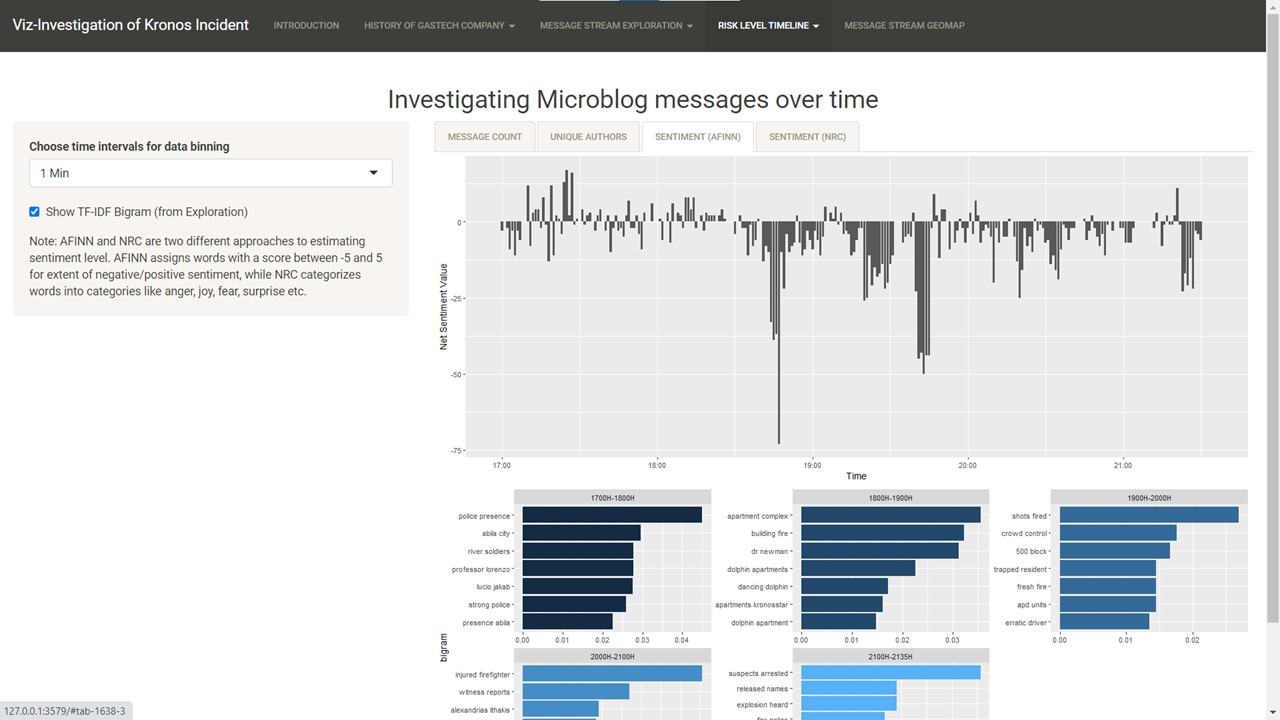 Viz-Investigation of Kronos Incident
INTRODUCTION
HISTORY OF GASTECH COMPANY
MESSAGE STREAM EXPLORATION
RISK LEVEL TIMELINE
MESSAGE STREAM GEOMAP
Investigating Microblog messages over time
Choose time intervals for data binning
1 Min
Show TF-IDF Bigram (from Exploration)
Note: AFINN and NRC are two different approaches to estimating
sentiment level. AFINN assigns words with a score between -5 and 5
for extent of negative/positive sentiment, while NRC categorizes
words into categories like anger, joy, fear, surprise etc.
MESSAGE COUNT
UNIQUE AUTHORS
SENTIMENT (AFINN)
SENTIMENT (NRC)
Net Sentiment Value
0
-25
-50
-75
17:00
18:00
19:00
20:00
21:00
Time
bigram
1700H-1800H
police presence
abila city
river soldiers
professor lorenzo
lucio jakab
strong police
presence abila
0.00
0.01
0.02
0.03
0.04
1800H-1900H
apartment complex
building fire
dr newman
dolphin apartments
dancing dolphin
apartments kronosstar
dolphin apartment
0.00
0.01
0.02
0.03
1900H-2000H
shots fired
crowd control
500 block
trapped resident
fresh fire
apd units
erratic driver
0.00
0.01
0.02
2000H-2100H
injured firefighter
witness reports
alexandrias ithakis
2100H-2135H
suspects arrested
released names
explosion heard
127.0.0.1:3579/#tab-1638-3